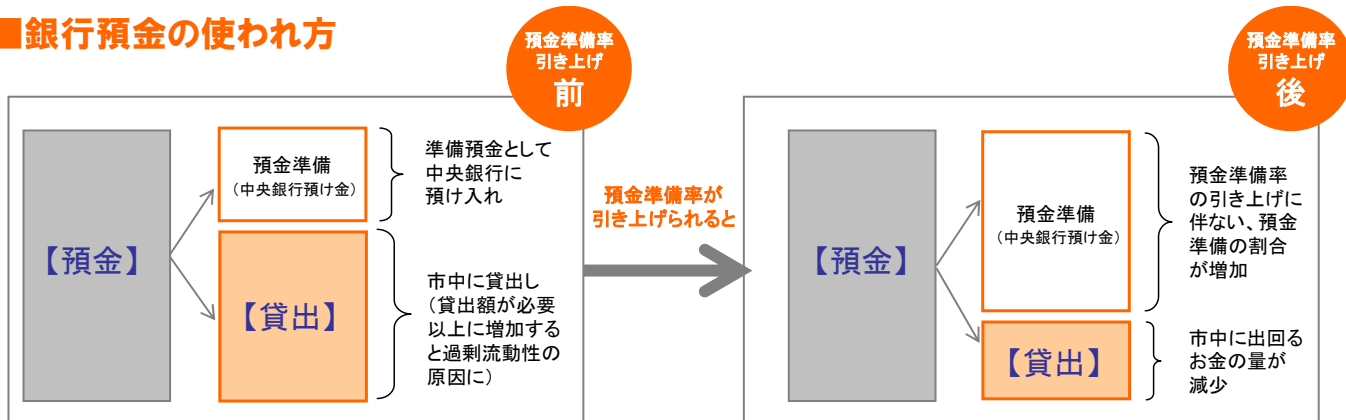 ■銀行預金の使われ方
預金準備率
引き上げ
前
【預金】
預金準備
（中央銀行預け金）
準備預金として
中央銀行に
預け入れ
【貸出】
市中に貸出し
（貸出額が必要
以上に増加する
と過剰流動性の
原因に）
預金準備率が
引き上げられると
預金準備率
引き上げ
後
【預金】
預金準備
（中央銀行預け金）
預金準備率
の引き上げに
伴ない、預金
準備の割合
が増加
【貸出】
市中に出回る
お金の量が
減少